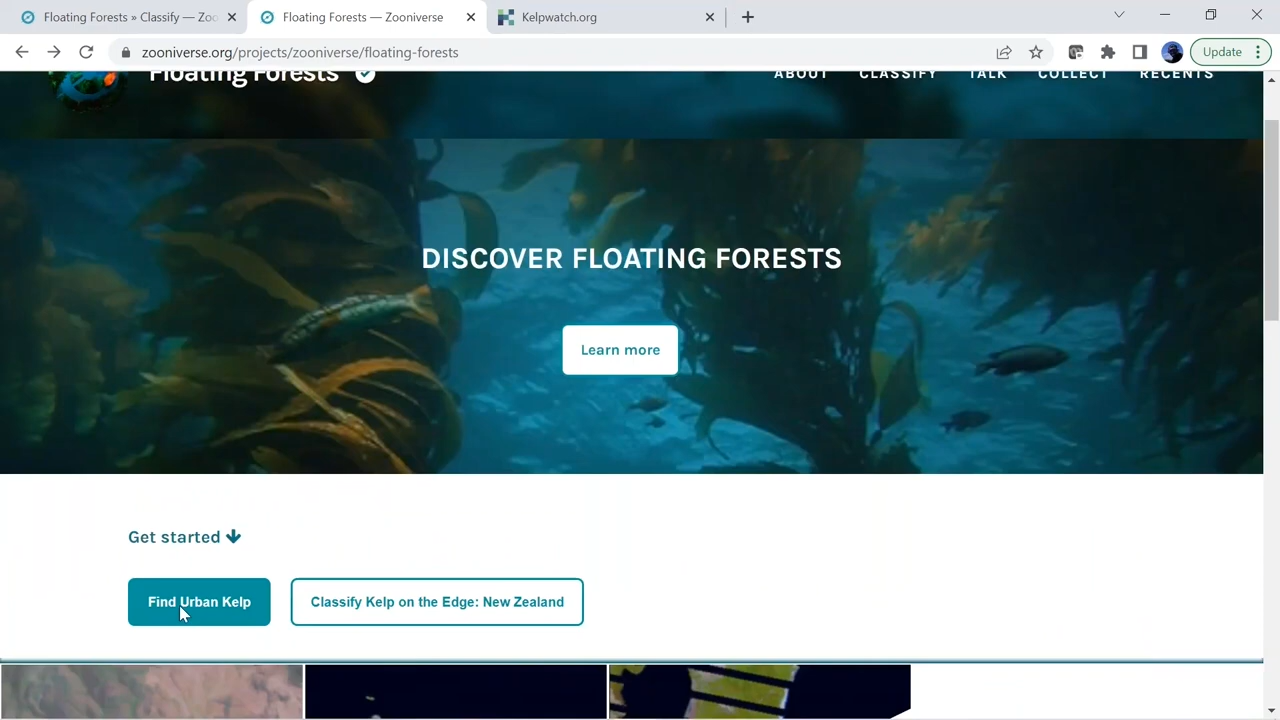 Floating Forests » Classify — Zoo
Floating Forests — Zooniverse
Kelpwatch.org
zooniverse.org/projects/zooniverse/floating-forests
Update
Floating Forests
ABOUT CLASSIFY TALK COLLECT RECENTS
DISCOVER FLOATING FORESTS
Learn more
Get started
Find Urban Kelp
Classify Kelp on the Edge: New Zealand